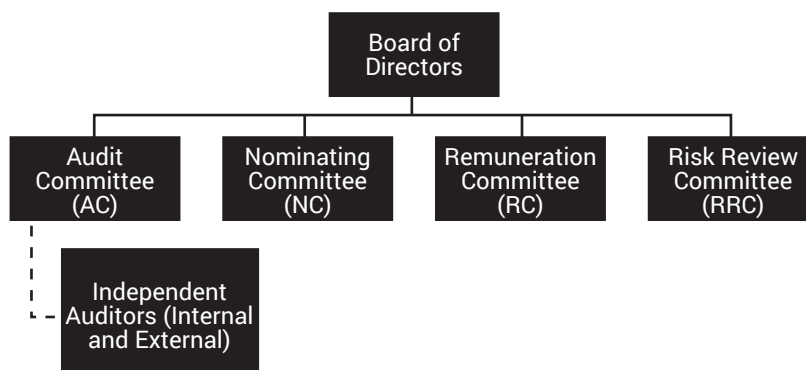 Board of
Directors
Audit
Committee
(AC)
Nominating
Committee
(NC)
Remuneration
Committee
(RC)
Risk Review
Committee
(RRC)
Independent
Auditors (Internal
and External)